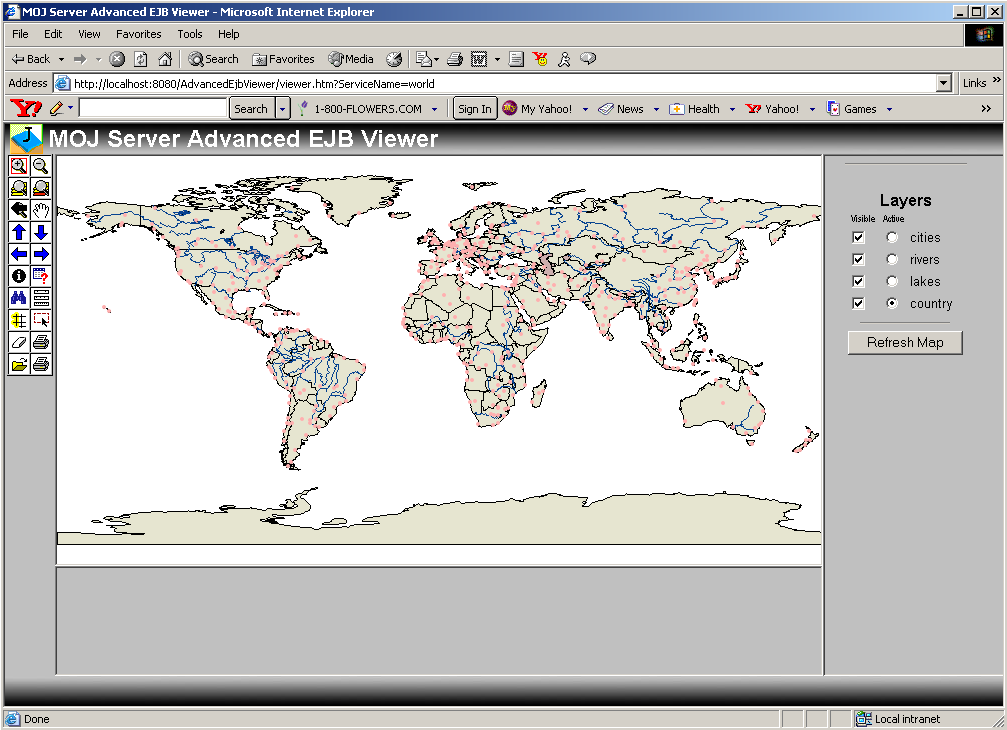 MOJ Server Advanced EJB Viewer - Microsoft Internet Explorer
File Edit View Favorites Tools Help
Back Search Favorites Media
Address http://localhost:8080/AdvancedEjbViewer/viewer.htm?ServiceName=world Links »
Y! Search 1-800-FLOWERS.COM Sign In My Yahoo! News Health Yahoo! Games »
MOJ Server Advanced EJB Viewer
Layers
Visible Active
cities
rivers
lakes
country
Refresh Map
Done Local intranet